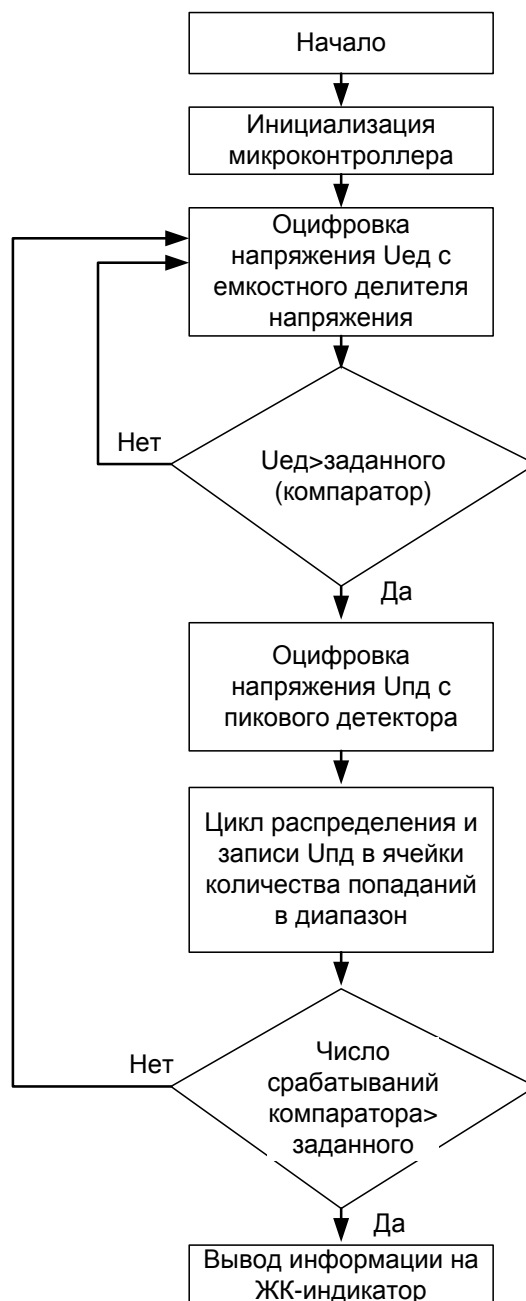 Начало
Инициализация
микроконтроллера
Оцифровка
напряжения Uед с
емкостного делителя
напряжения
Нет
Uед>заданного
(компаратор)
Да
Оцифровка
напряжения Uпд с
пикового детектора
Цикл распределения и
записи Uпд в ячейки
количества попаданий
в диапазон
Нет
Число
срабатываний
компаратора>
заданного
Да
Вывод информации на
ЖК-индикатор